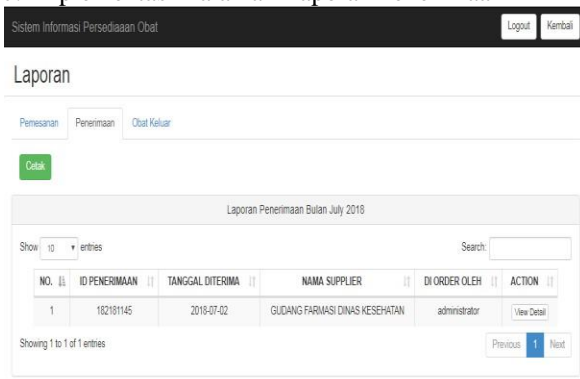 Sistem Informasi Persediaaan Obat Logout Kembali
Laporan
Pemesanan Penerimaan Obat Keluar
Cetak
Laporan Penerimaan Bulan July 2018
Show 10 entries Search:
NO. ID PENERIMAAN TANGGAL DITERIMA NAMA SUPPLIER DI ORDER OLEH ACTION
1 182181145 2018-07-02 GUDANG FARMASI DINAS KESEHATAN administrator View Detail
Showing 1 to 1 of 1 entries Previous 1 Next